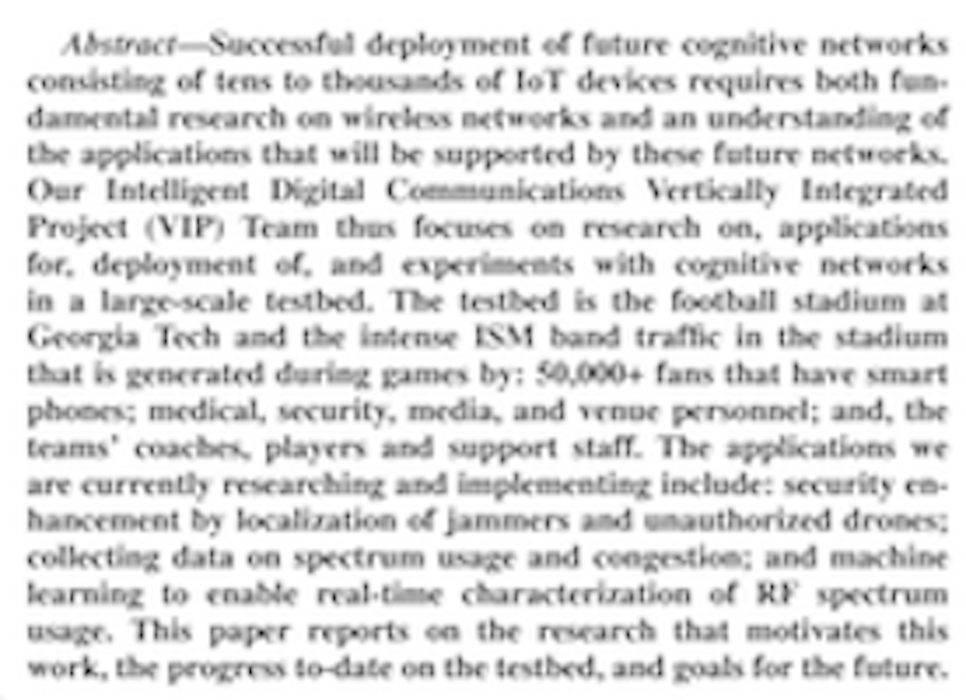 Abstract—Successful deployment of future cognitive networks
consisting of tens to thousands of IoT devices requires both fun-
damental research on wireless networks and an understanding of
the applications that will be supported by these future networks.
Our Intelligent Digital Communications Vertically Integrated
Project (VIP) Team thus focuses on research on, applications
for, deployment of, and experiments with cognitive networks
in a large-scale testbed. The testbed is the football stadium at
Georgia Tech and the intense ISM band traffic in the stadium
that is generated during games by: 50,000+ fans that have smart
phones; medical, security, media, and venue personnel; and, the
teams' coaches, players and support staff. The applications we
are currently researching and implementing include: security en-
hancement by localization of jammers and unauthorized drones;
collecting data on spectrum usage and congestion; and machine
learning to enable real-time characterization of RF spectrum
usage. This paper reports on the research that motivates this
work, the progress to-date on the testbed, and goals for the future.